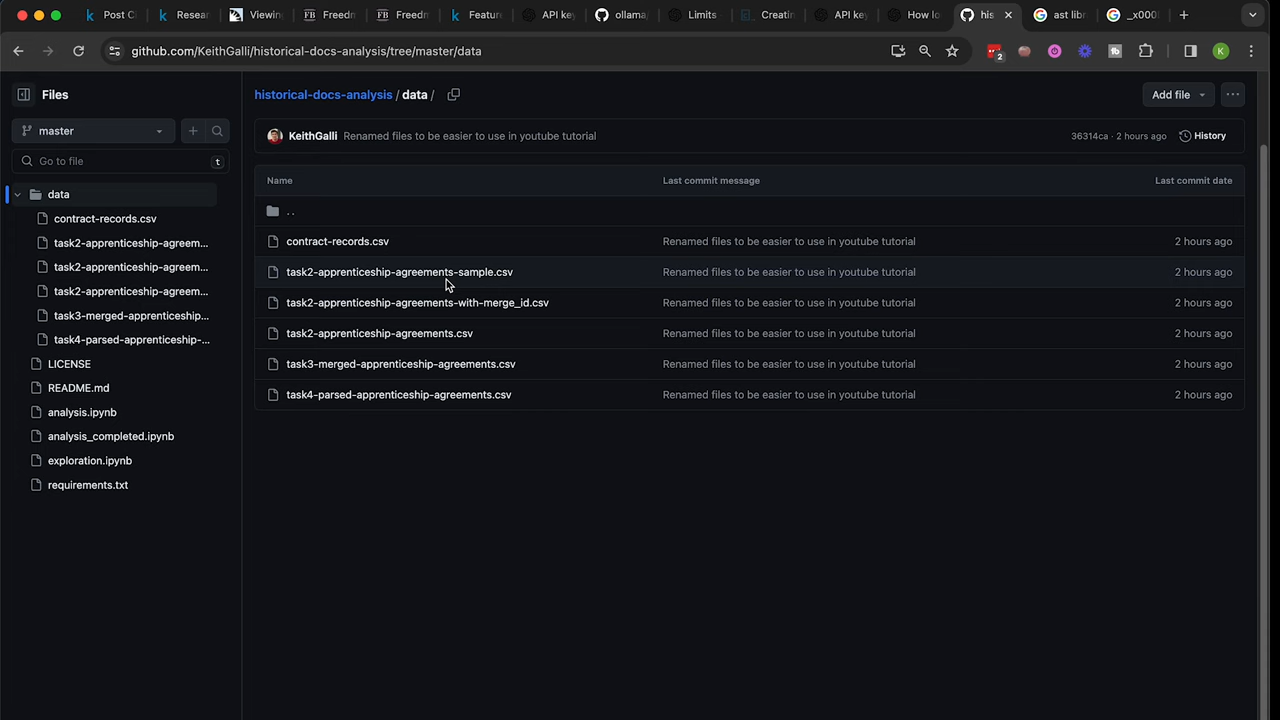 Post C
Resear
Viewin
Freedm
Freedm
Feature
API key
ollama/
Limits
Creatin
API key
How lo
his
ast libr
_x000
github.com/KeithGalli/historical-docs-analysis/tree/master/data
2
K
Files
master
Go to file
t
data
contract-records.csv
task2-apprenticeship-agreem...
task2-apprenticeship-agreem...
task2-apprenticeship-agreem...
task3-merged-apprenticeship...
task4-parsed-apprenticeship-...
LICENSE
README.md
analysis.ipynb
analysis_completed.ipynb
exploration.ipynb
requirements.txt
historical-docs-analysis / data /
Add file
KeithGalli Renamed files to be easier to use in youtube tutorial 36314ca · 2 hours ago History
Name Last commit message Last commit date
..
contract-records.csv Renamed files to be easier to use in youtube tutorial 2 hours ago
task2-apprenticeship-agreements-sample.csv Renamed files to be easier to use in youtube tutorial 2 hours ago
task2-apprenticeship-agreements-with-merge_id.csv Renamed files to be easier to use in youtube tutorial 2 hours ago
task2-apprenticeship-agreements.csv Renamed files to be easier to use in youtube tutorial 2 hours ago
task3-merged-apprenticeship-agreements.csv Renamed files to be easier to use in youtube tutorial 2 hours ago
task4-parsed-apprenticeship-agreements.csv Renamed files to be easier to use in youtube tutorial 2 hours ago